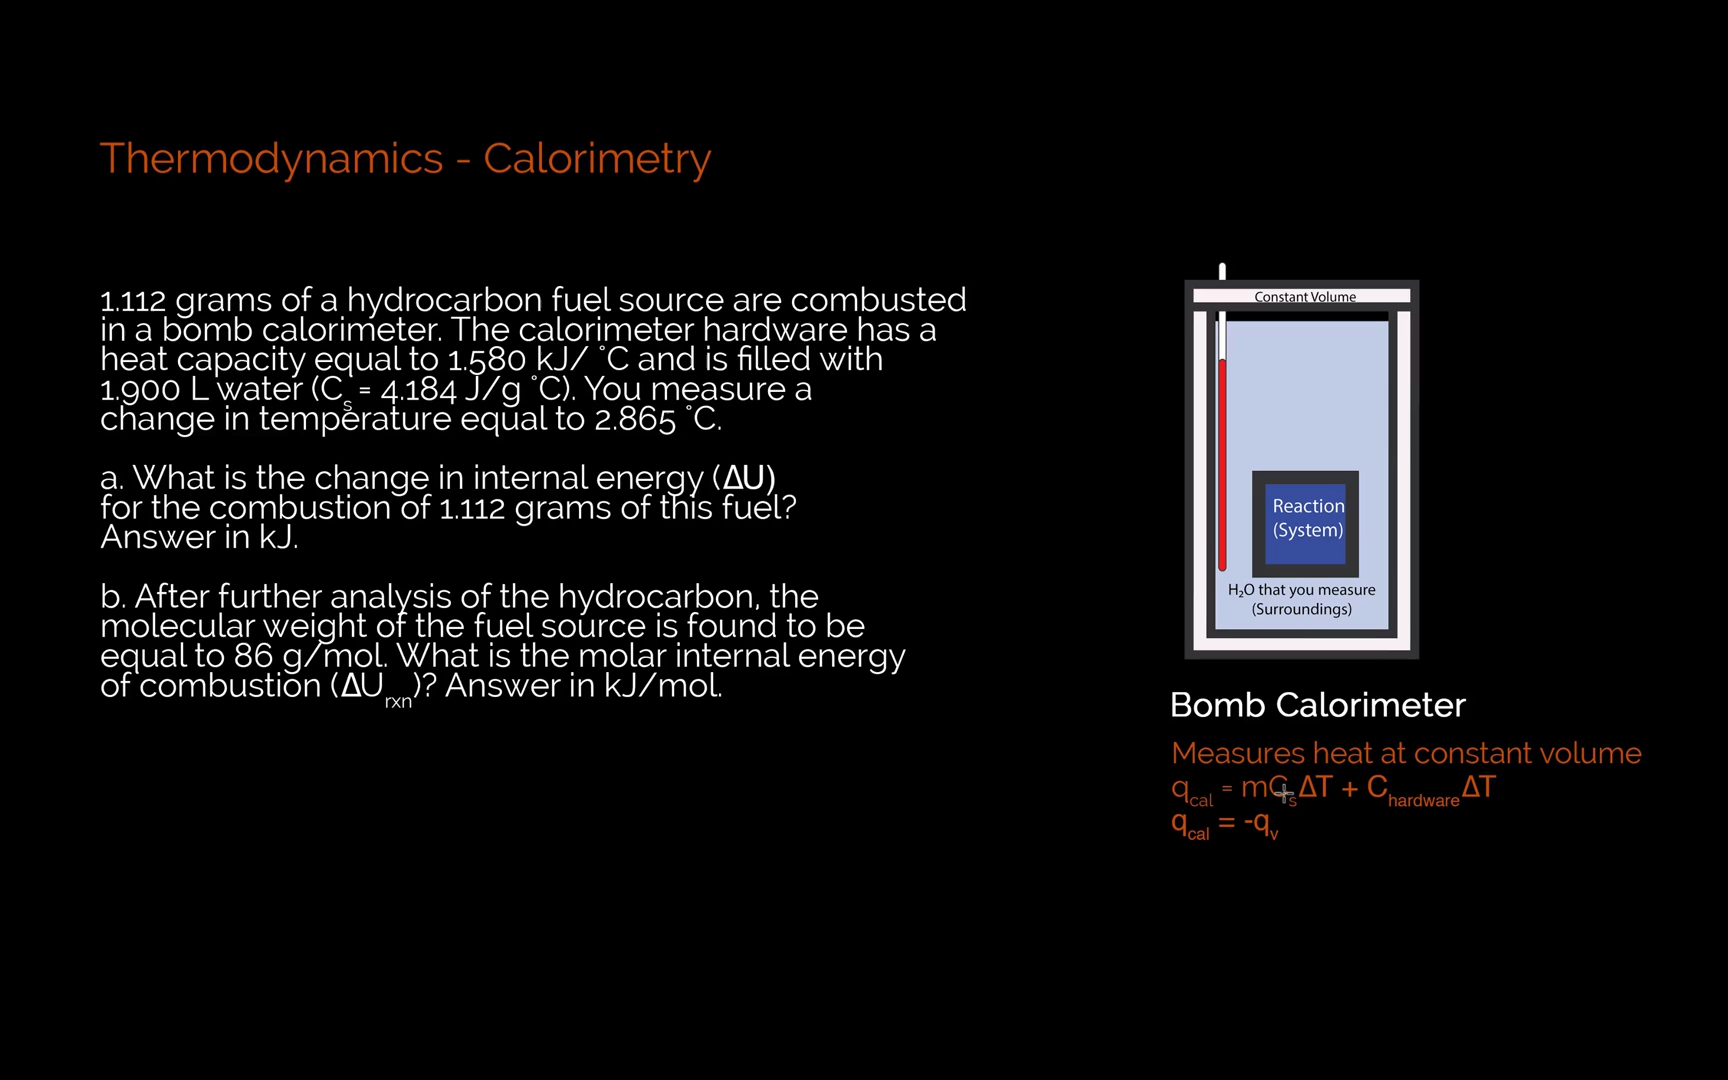 Thermodynamics - Calorimetry
1.112 grams of a hydrocarbon fuel source are combusted
in a bomb calorimeter. The calorimeter hardware has a
heat capacity equal to 1.580 kJ/ ˚C and is filled with
1.900 L water (Cs = 4.184 J/g ˚C). You measure a
change in temperature equal to 2.865 ˚C.
a. What is the change in internal energy (ΔU)
for the combustion of 1.112 grams of this fuel?
Answer in kJ.
b. After further analysis of the hydrocarbon, the
molecular weight of the fuel source is found to be
equal to 86 g/mol. What is the molar internal energy
of combustion (ΔUrxn)? Answer in kJ/mol.
Constant Volume
Reaction
(System)
H₂O that you measure
(Surroundings)
Bomb Calorimeter
Measures heat at constant volume
qcal = mCsΔT + ChardwareΔT
qcal = -qv